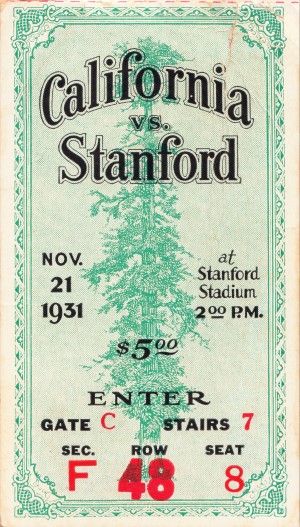 California
vs.
Stanford
NOV.
21
1931
at
Stanford
Stadium
2:00 P.M.
$5.00
ENTER
GATE C STAIRS 7
SEC. ROW SEAT
F 48 8